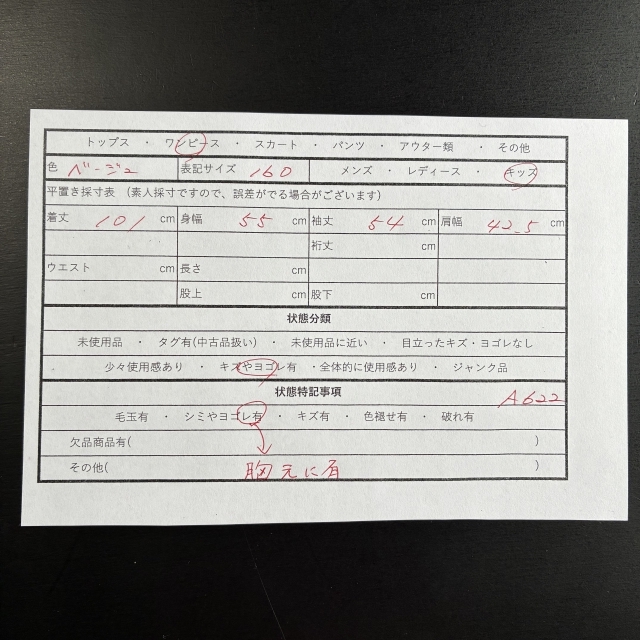 トップス ・ ワンピース ・ スカート ・ パンツ ・ アウター類 ・ その他
色 ベージュ 表記サイズ 160 メンズ ・ レディース ・ キッズ
平置き採寸表 (素人採寸ですので、誤差がでる場合がございます)
着丈 101 cm 身幅 55 cm 袖丈 54 cm 肩幅 42.5 cm
裄丈 cm
ウエスト cm 長さ cm
股上 cm 股下 cm
状態分類
未使用品 ・ タグ有(中古品扱い) ・ 未使用品に近い ・ 目立ったキズ・ヨゴレなし
少々使用感あり ・ キズやヨゴレ有 ・全体的に使用感あり ・ ジャンク品
状態特記事項 A622
毛玉有 ・ シミやヨゴレ有 ・ キズ有 ・ 色褪せ有 ・ 破れ有
欠品商品有( )
その他( 胸元に有 )